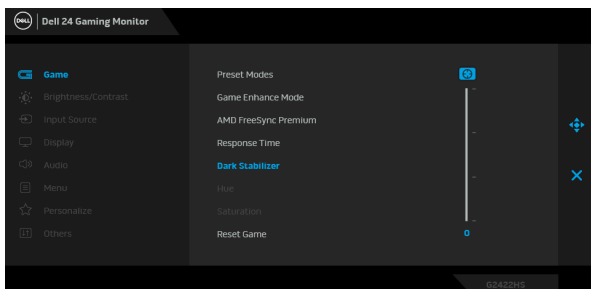 DELL
Dell 24 Gaming Monitor
Game
Brightness/Contrast
Input Source
Display
Audio
Menu
Personalize
Others
Preset Modes
Game Enhance Mode
AMD FreeSync Premium
Response Time
Dark Stabilizer
Hue
Saturation
Reset Game
0
G2422HS